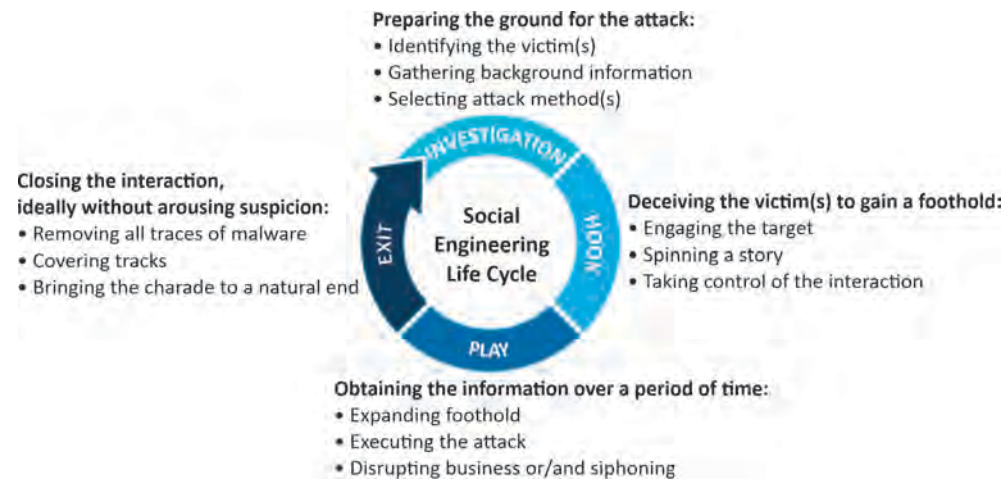 Preparing the ground for the attack:
• Identifying the victim(s)
• Gathering background information
• Selecting attack method(s)
INVESTIGATION
Closing the interaction,
ideally without arousing suspicion:
• Removing all traces of malware
• Covering tracks
• Bringing the charade to a natural end
EXIT
Social
Engineering
Life Cycle
HOOK
Deceiving the victim(s) to gain a foothold:
• Engaging the target
• Spinning a story
• Taking control of the interaction
PLAY
Obtaining the information over a period of time:
• Expanding foothold
• Executing the attack
• Disrupting business or/and siphoning